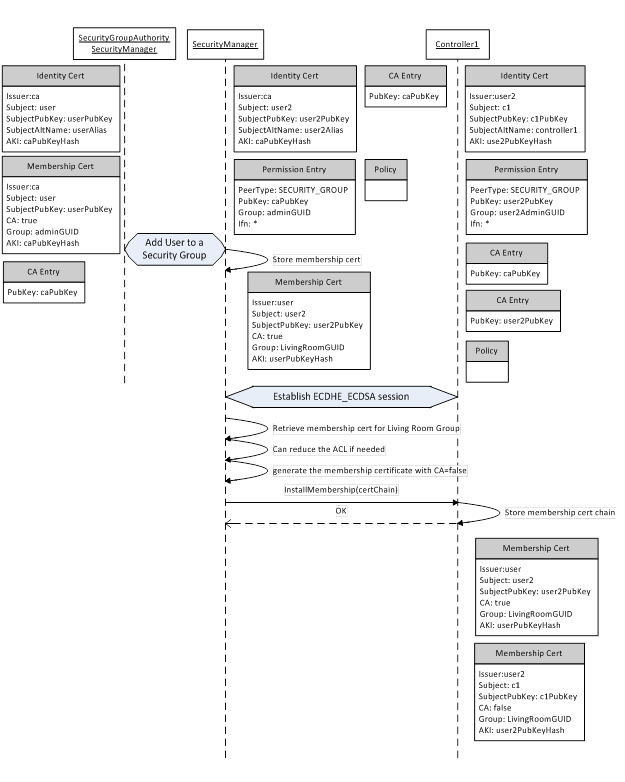 SecurityGroupAuthority
SecurityManager
SecurityManager
Controller1
Identity Cert
Issuer:ca
Subject: user
SubjectPubKey: userPubKey
SubjectAltName: userAlias
AKI: caPubKeyHash
Membership Cert
Issuer:ca
Subject: user
SubjectPubKey: userPubKey
CA: true
Group: adminGUID
AKI: caPubKeyHash
CA Entry
PubKey: caPubKey
Identity Cert
Issuer:ca
Subject: user2
SubjectPubKey: user2PubKey
SubjectAltName: user2Alias
AKI: caPubKeyHash
CA Entry
PubKey: caPubKey
Permission Entry
PeerType: SECURITY_GROUP
PubKey: caPubKey
Group: adminGUID
Ifn: *
Policy
Identity Cert
Issuer:user2
Subject: c1
SubjectPubKey: c1PubKey
SubjectAltName: controller1
AKI: use2PubKeyHash
Permission Entry
PeerType: SECURITY_GROUP
PubKey: user2PubKey
Group: user2AdminGUID
Ifn: *
CA Entry
PubKey: caPubKey
CA Entry
PubKey: user2PubKey
Policy
Add User to a
Security Group
Store membership cert
Membership Cert
Issuer:user
Subject: user2
SubjectPubKey: user2PubKey
CA: true
Group: LivingRoomGUID
AKI: userPubKeyHash
Establish ECDHE_ECDSA session
Retrieve membership cert for Living Room Group
Can reduce the ACL if needed
generate the membership certificate with CA=false
InstallMembership(certChain)
OK
Store membership cert chain
Membership Cert
Issuer:user
Subject: user2
SubjectPubKey: user2PubKey
CA: true
Group: LivingRoomGUID
AKI: userPubKeyHash
Membership Cert
Issuer:user2
Subject: c1
SubjectPubKey: c1PubKey
CA: false
Group: LivingRoomGUID
AKI: user2PubKeyHash